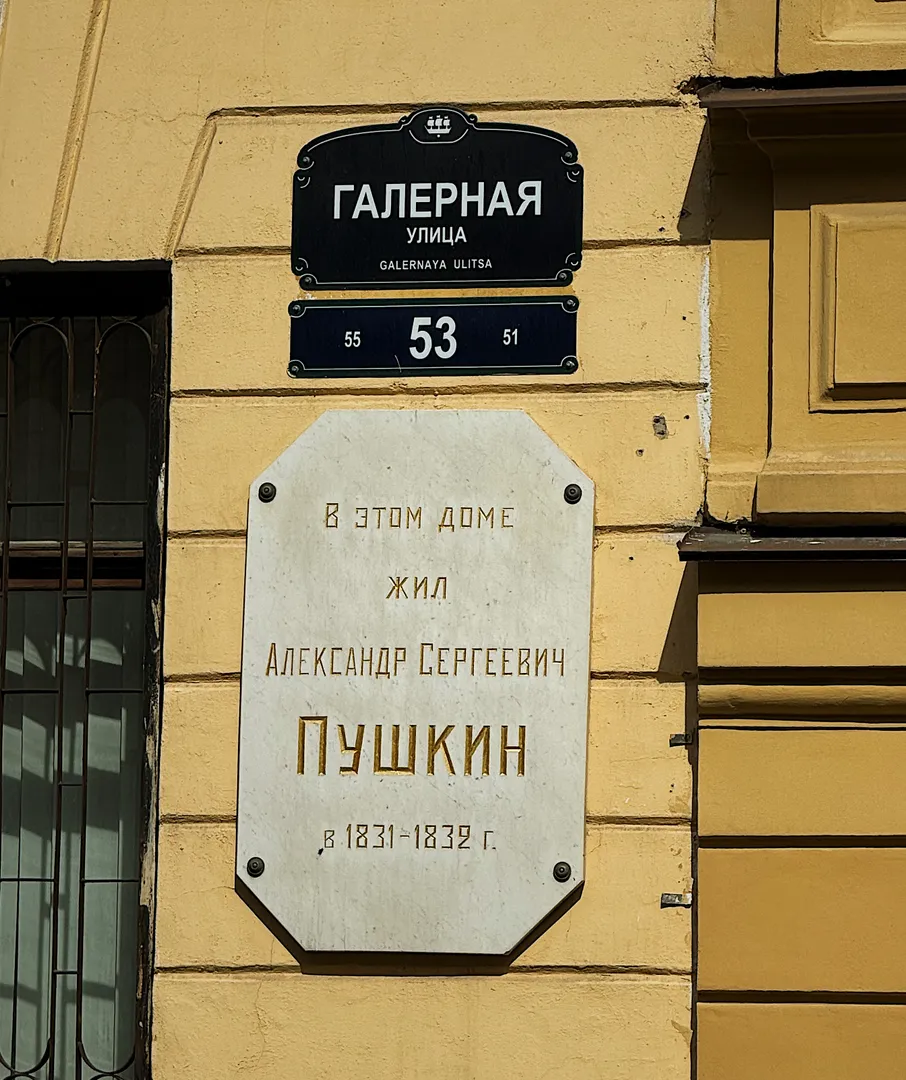 ГАЛЕРНАЯ
УЛИЦА
GALERNAYA ULITSA
55 53 51
В ЭТОМ ДОМЕ
ЖИЛ
АЛЕКСАНДР СЕРГЕЕВИЧ
ПУШКИН
В 1831-1832 Г.